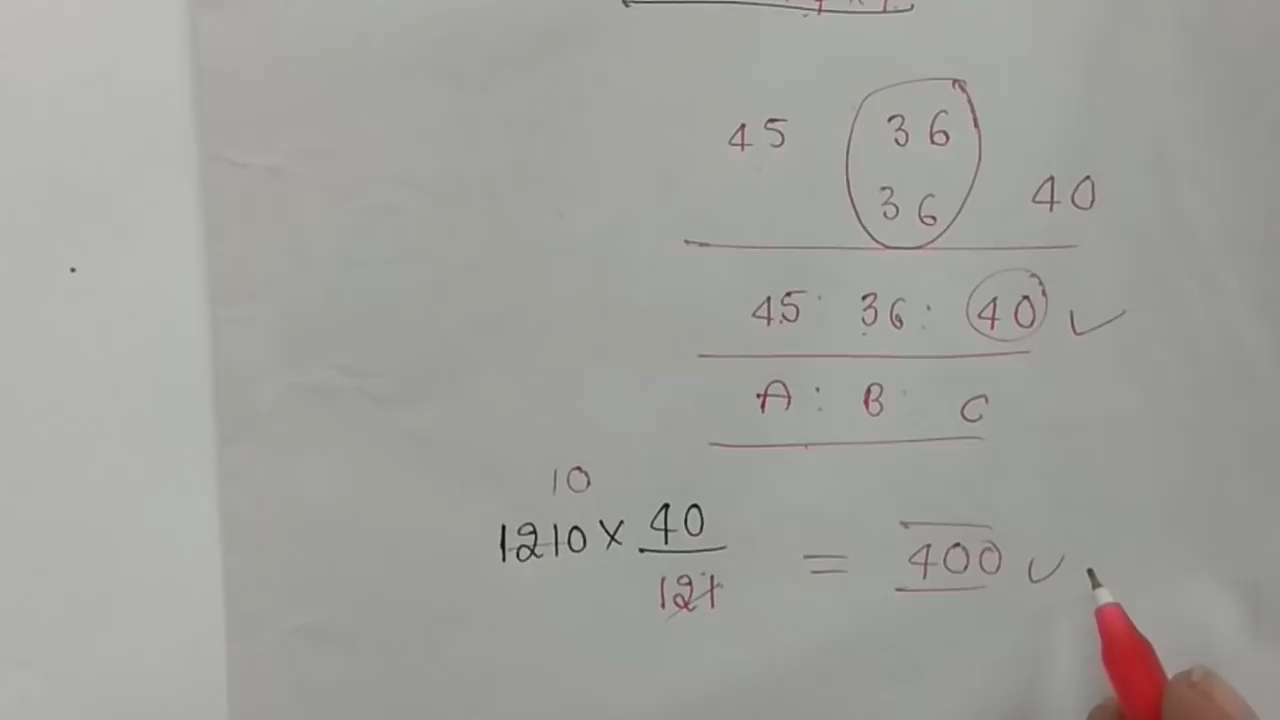 45 36
36 40
45 : 36 : 40 ✓
A : B : C
10
1210 × 40/121 = 400 ✓